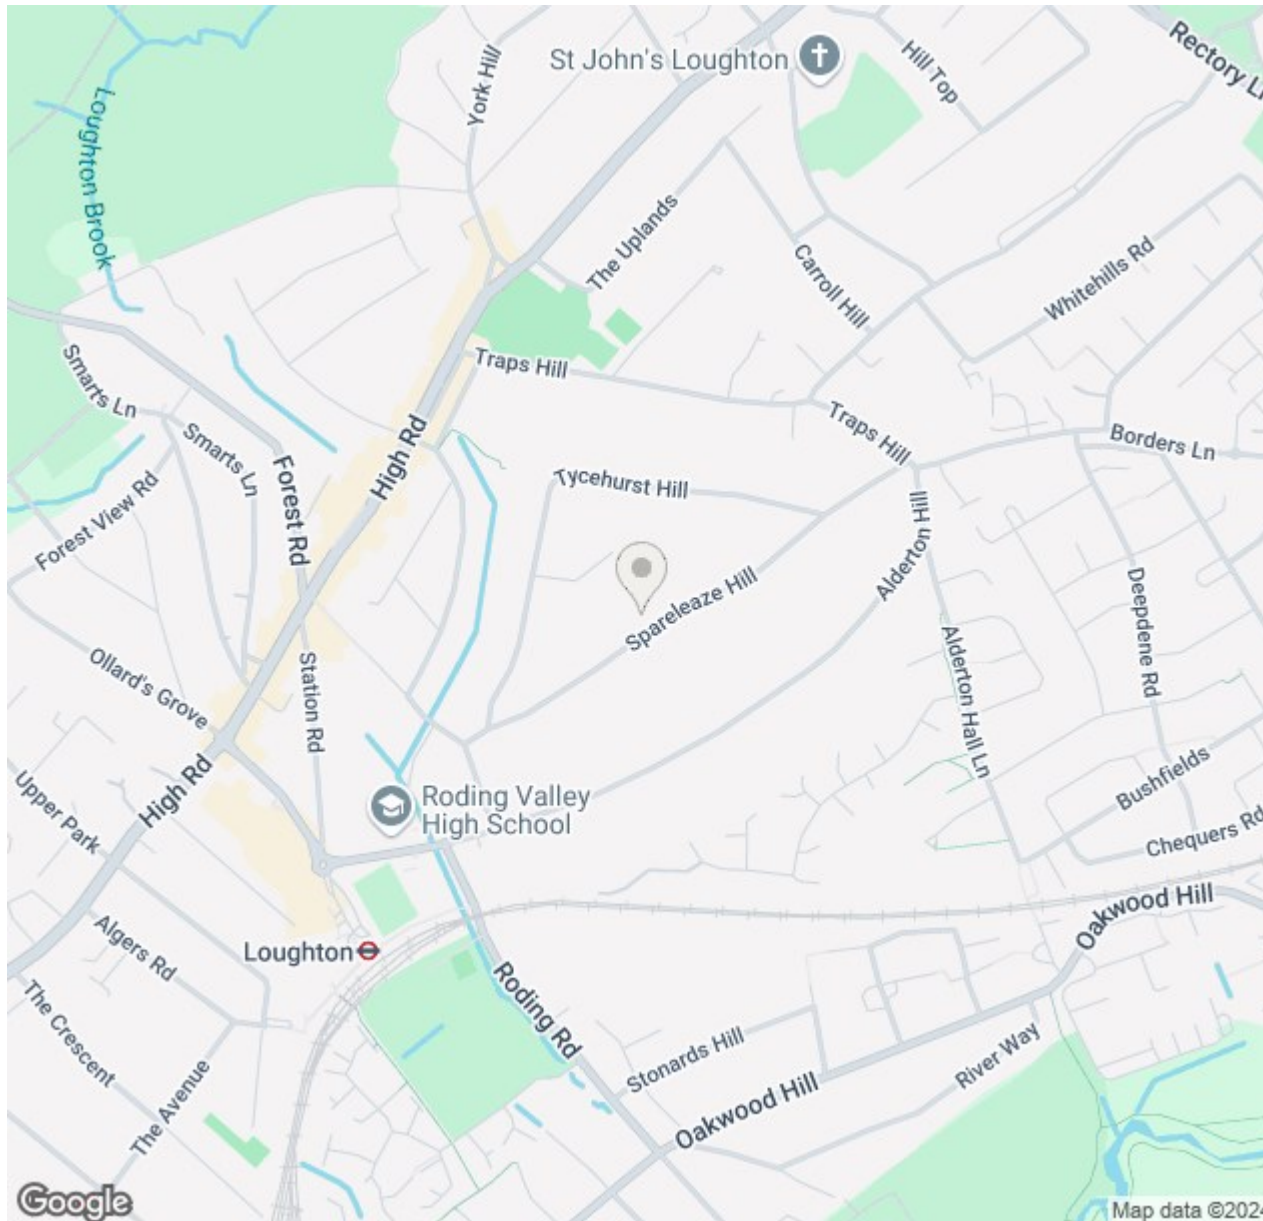 St John's Loughton
York Hill
Hill Top
Rectory L
Loughton Brook
The Uplands
Carroll Hill
Whitehills Rd
Traps Hill
Smarts Ln
Smarts Ln
High Rd
Traps Hill
Borders Ln
Forest View Rd
Forest Rd
Tycehurst Hill
Alderton Hill
Spareleaze Hill
Deepdene Rd
Ollard's Grove
Station Rd
Alderton Hall Ln
Upper Park
High Rd
Roding Valley
High School
Bushfields
Chequers Rd
Algers Rd
Loughton
Oakwood Hill
Roding Rd
The Crescent
The Avenue
Stonards Hill
River Way
Oakwood Hill
Google
Map data ©2024